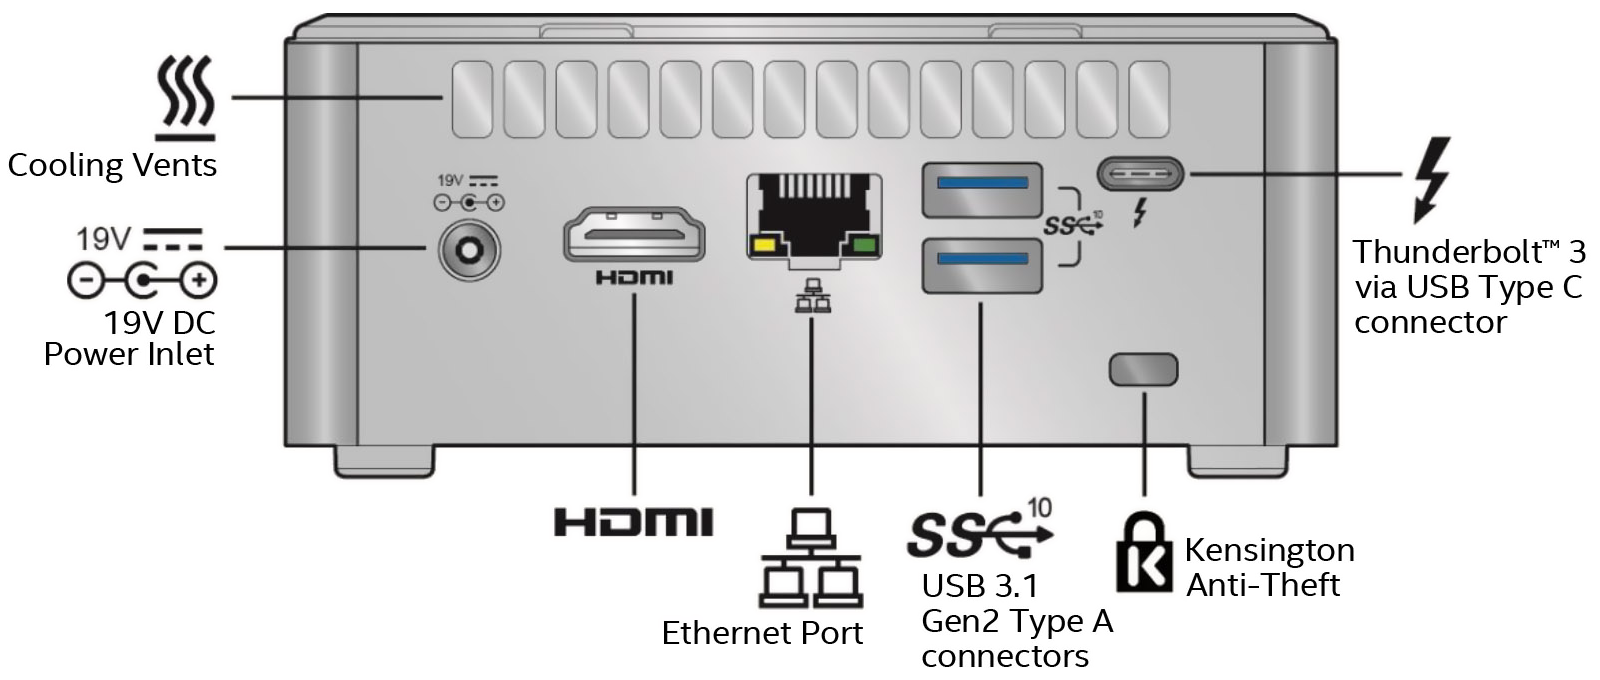 Cooling Vents
19V
19V DC
Power Inlet
19V
HDMI
HDMI
Ethernet Port
SS 10
SS 10
USB 3.1
Gen2 Type A
connectors
Thunderbolt™ 3
via USB Type C
connector
K
Kensington
Anti-Theft